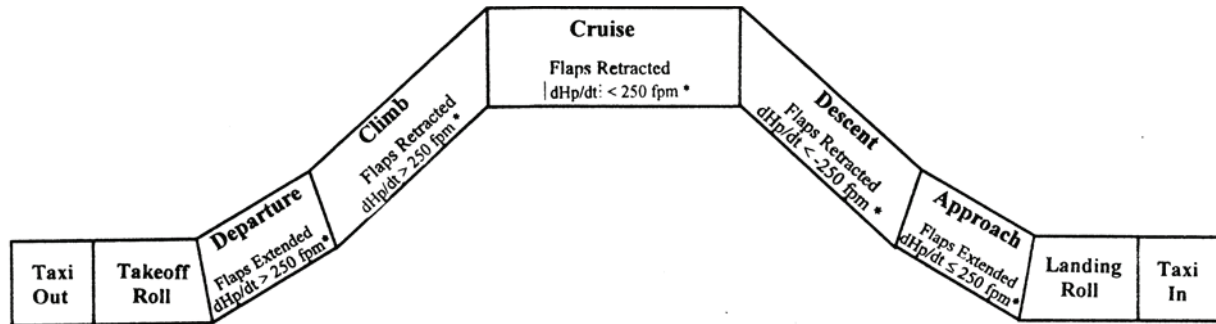 Taxi
Out
Takeoff
Roll
Departure
Flaps Extended
dHp/dt > 250 fpm*
Climb
Flaps Retracted
dHp/dt > 250 fpm *
Cruise
Flaps Retracted
|dHp/dt| < 250 fpm *
Descent
Flaps Retracted
dHp/dt < -250 fpm *
Approach
Flaps Extended
dHp/dt ≤ 250 fpm*
Landing
Roll
Taxi
In